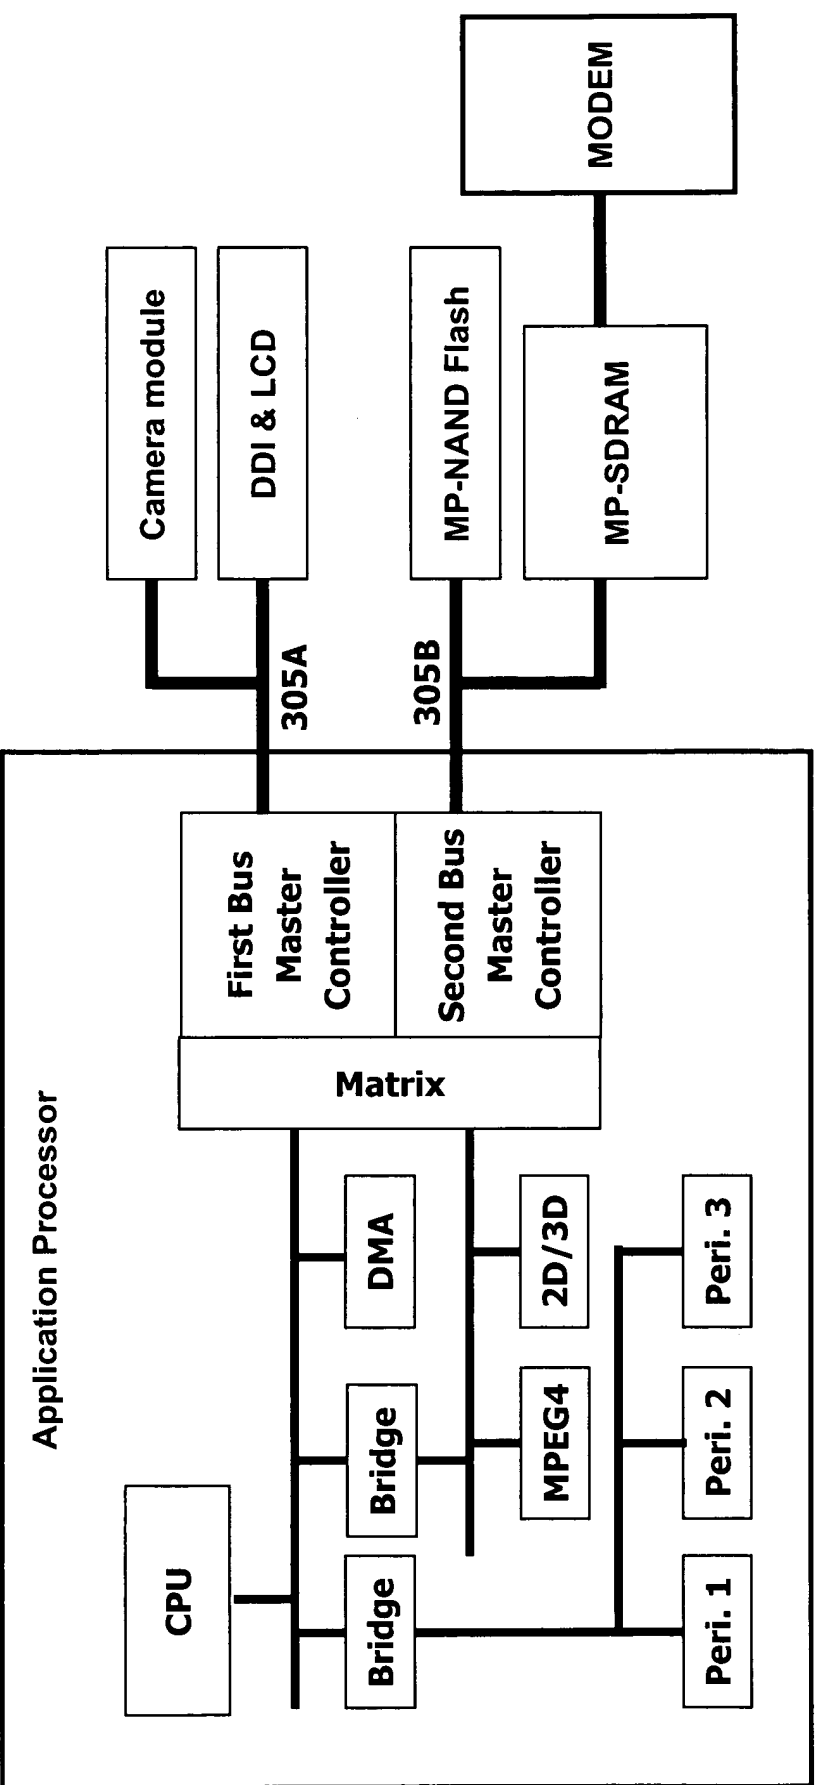 Application Processor
CPU
Bridge
Bridge
DMA
MPEG4
2D/3D
Peri. 1
Peri. 2
Peri. 3
Matrix
First Bus
Master
Controller
Second Bus
Master
Controller
305A
305B
Camera module
DDI & LCD
MP-NAND Flash
MP-SDRAM
MODEM